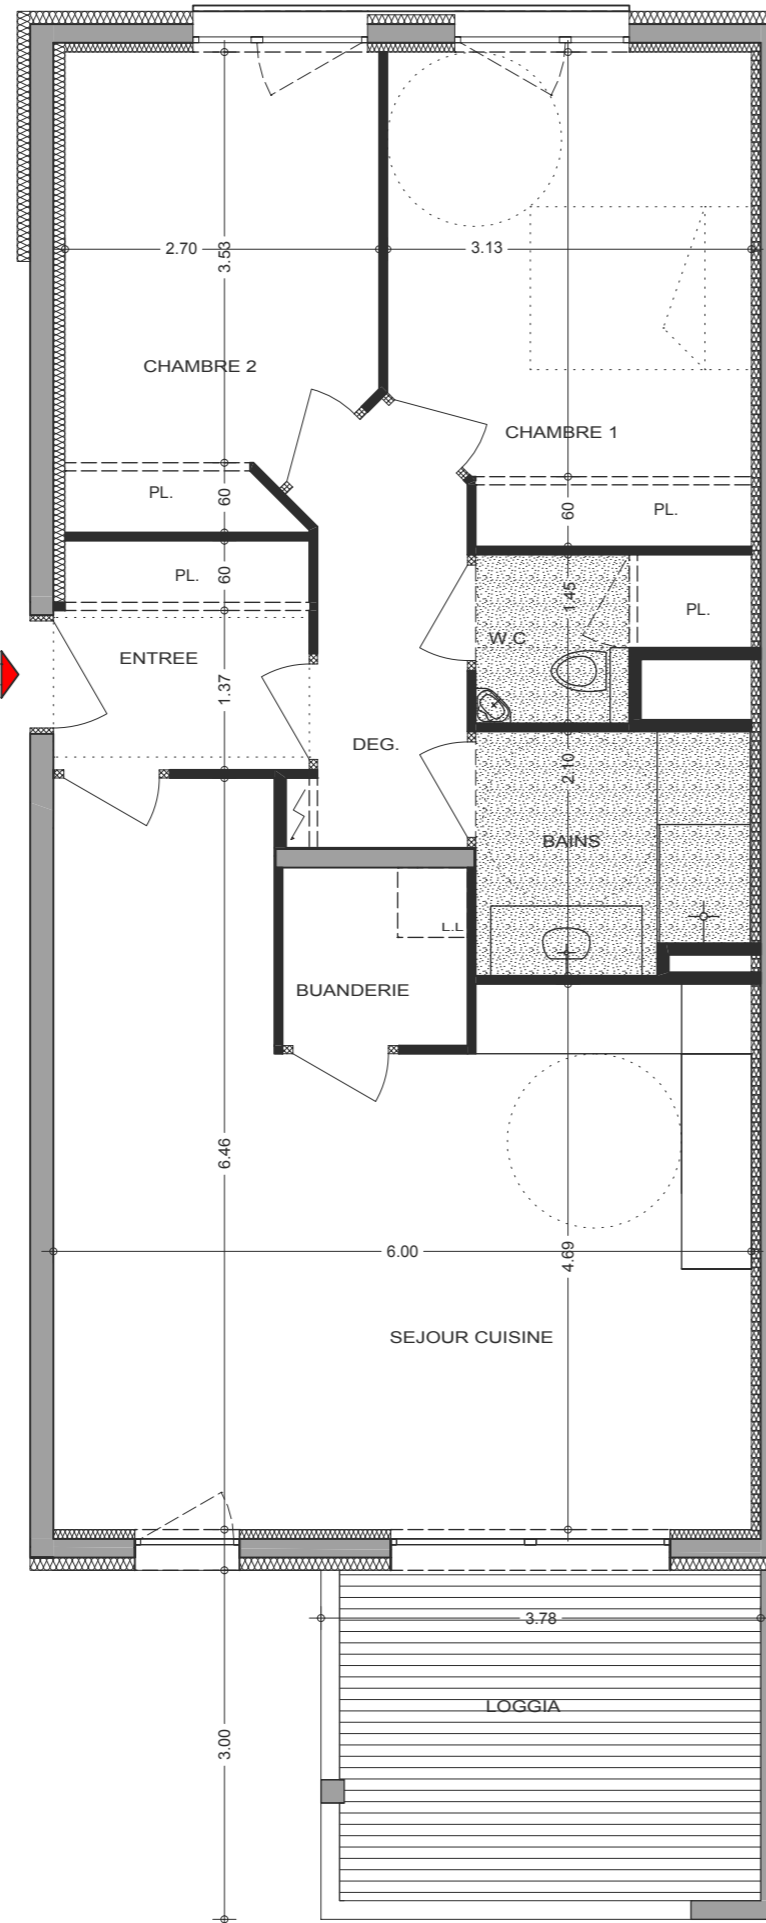 2.70
3.53
3.13
CHAMBRE 2
CHAMBRE 1
PL.
60
PL.
60
PL.
60
1.45
PL.
W.C
ENTREE
1.37
DEG.
2.10
BAINS
L.L
BUANDERIE
6.46
6.00
4.69
SEJOUR CUISINE
3.78
LOGGIA
3.00